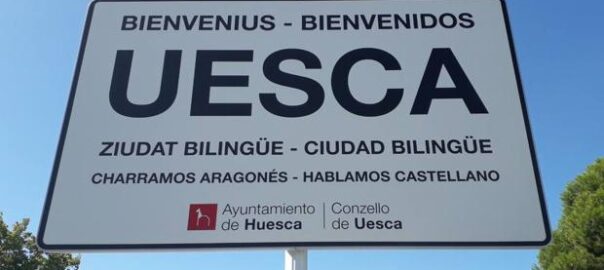 BIENVENIUS - BIENVENIDOS
UESCA
ZIUDAT BILINGÜE - CIUDAD BILINGÜE
CHARRAMOS ARAGONÉS - HABLAMOS CASTELLANO
Ayuntamiento de Huesca
Conzello de Uesca